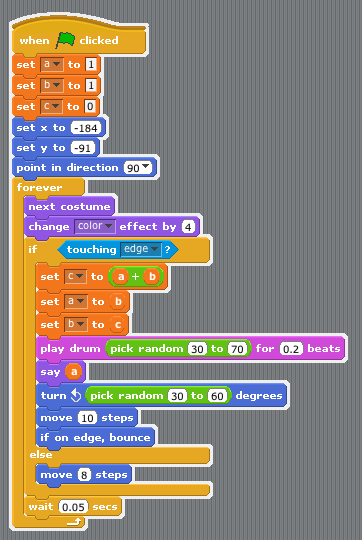 when clicked
set a to 1
set b to 1
set c to 0
set x to -184
set y to -91
point in direction 90
forever
next costume
change color effect by 4
if touching edge ?
set c to a + b
set a to b
set b to c
play drum pick random 30 to 70 for 0.2 beats
say a
turn pick random 30 to 60 degrees
move 10 steps
if on edge, bounce
else
move 8 steps
wait 0.05 secs